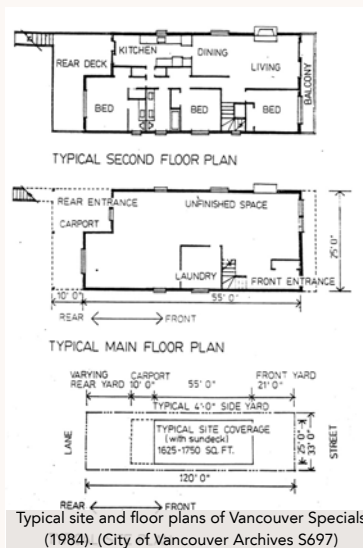 KITCHEN
DINING
REAR DECK
LIVING
BALCONY
BED
BED
BED
TYPICAL SECOND FLOOR PLAN
REAR ENTRANCE
UNFINISHED SPACE
CARPORT
25'0"
LAUNDRY
FRONT ENTRANCE
10'0"
55'0"
REAR
FRONT
TYPICAL MAIN FLOOR PLAN
VARYING
REAR YARD
CARPORT
10'0"
55'0"
FRONT YARD
21'0"
TYPICAL 4'0" SIDE YARD
LANE
TYPICAL SITE COVERAGE
(with sundeck)
1625-1750 SQ. FT.
25'0"
33'0"
STREET
120'0"
REAR
FRONT
Typical site and floor plans of Vancouver Specials
(1984). (City of Vancouver Archives S697)